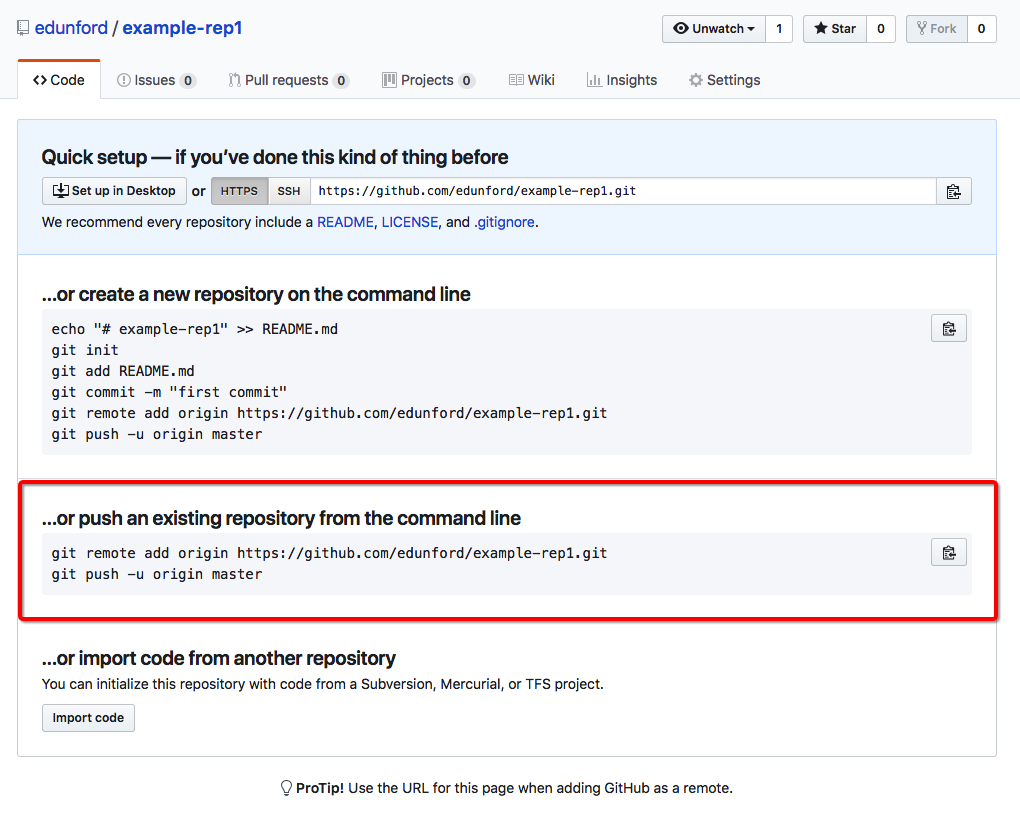 edunford / example-rep1
Unwatch 1
Star 0
Fork 0
Code
Issues 0
Pull requests 0
Projects 0
Wiki
Insights
Settings
Quick setup — if you’ve done this kind of thing before
Set up in Desktop or HTTPS SSH https://github.com/edunford/example-rep1.git
We recommend every repository include a README, LICENSE, and .gitignore.
…or create a new repository on the command line
echo "# example-rep1" >> README.md
git init
git add README.md
git commit -m "first commit"
git remote add origin https://github.com/edunford/example-rep1.git
git push -u origin master
…or push an existing repository from the command line
git remote add origin https://github.com/edunford/example-rep1.git
git push -u origin master
…or import code from another repository
You can initialize this repository with code from a Subversion, Mercurial, or TFS project.
Import code
ProTip! Use the URL for this page when adding GitHub as a remote.